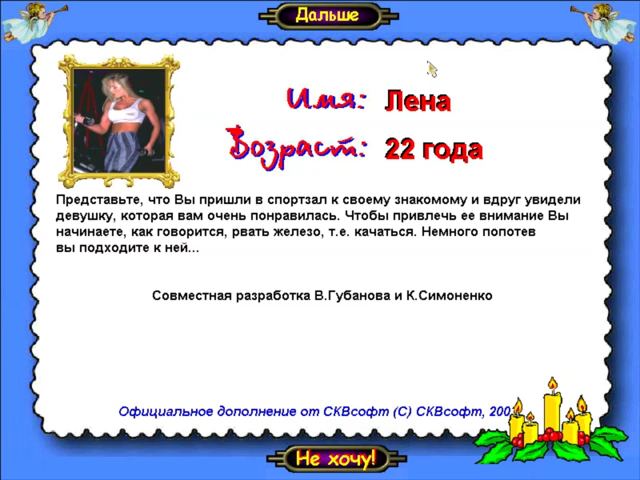 Дальше
Имя: Лена
Возраст: 22 года
Представьте, что Вы пришли в спортзал к своему знакомому и вдруг увидели
девушку, которая вам очень понравилась. Чтобы привлечь ее внимание Вы
начинаете, как говорится, рвать железо, т.е. качаться. Немного попотев
вы подходите к ней...
Совместная разработка В.Губанова и К.Симоненко
Официальное дополнение от СКВсофт (С) СКВсофт,
Не хочу!